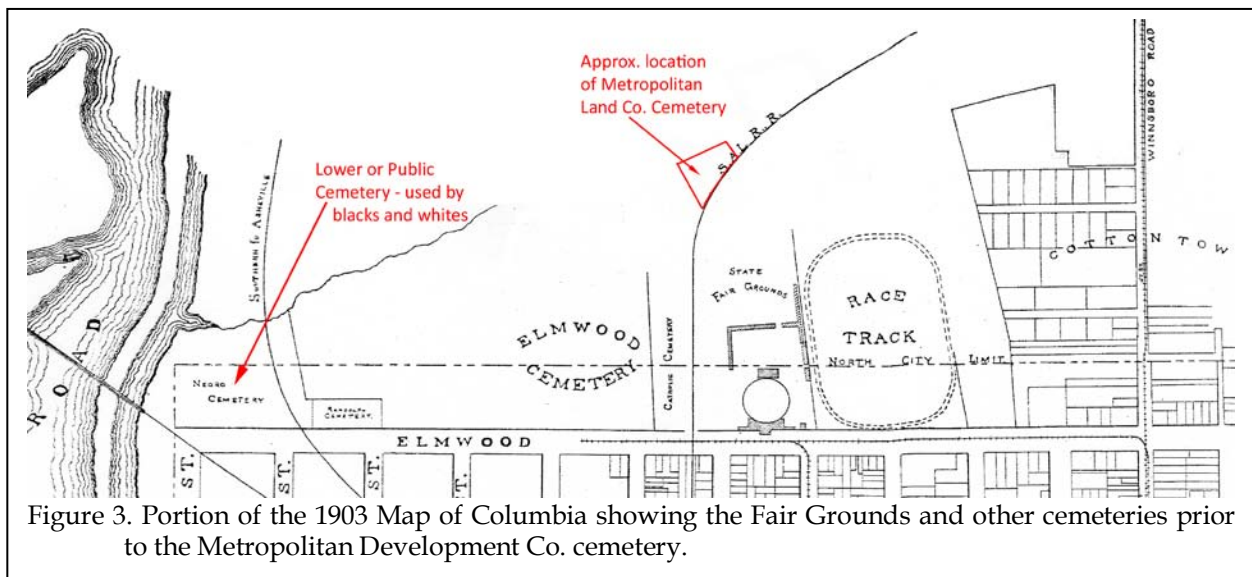 Approx. location
of Metropolitan
Land Co. Cemetery
WINNSBORO ROAD
S.A.L. R. R.
Lower or Public
Cemetery - used by
blacks and whites
SOUTHERN TO ASHEVILLE
COTTON TOW
STATE
FAIR GROUNDS
RACE
TRACK
ELMWOOD
CEMETERY
CATHOLIC CEMETERY
NORTH CITY LIMIT
NEGRO
CEMETERY
RANDOLPH
CEMETERY.
ROAD
ELMWOOD
ST.
ST.
ST.
T.
Figure 3. Portion of the 1903 Map of Columbia showing the Fair Grounds and other cemeteries prior
to the Metropolitan Development Co. cemetery.